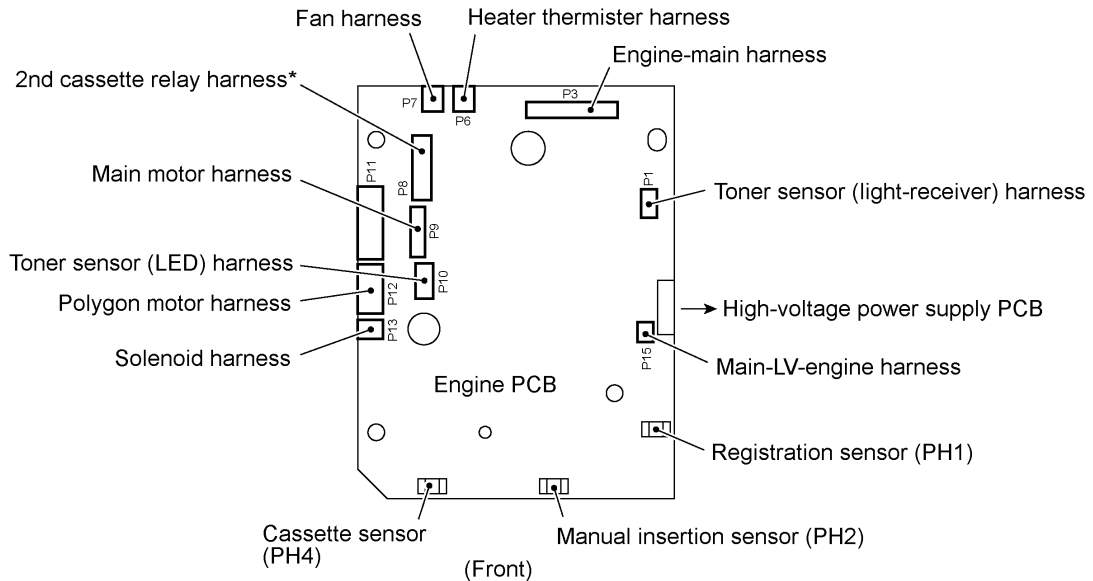 Fan harness
Heater thermister harness
Engine-main harness
2nd cassette relay harness*
P7
P6
P3
P11
P8
P1
Main motor harness
Toner sensor (light-receiver) harness
P9
Toner sensor (LED) harness
P10
Polygon motor harness
P12
High-voltage power supply PCB
P13
Solenoid harness
P15
Main-LV-engine harness
Engine PCB
Registration sensor (PH1)
Cassette sensor
(PH4)
Manual insertion sensor (PH2)
(Front)